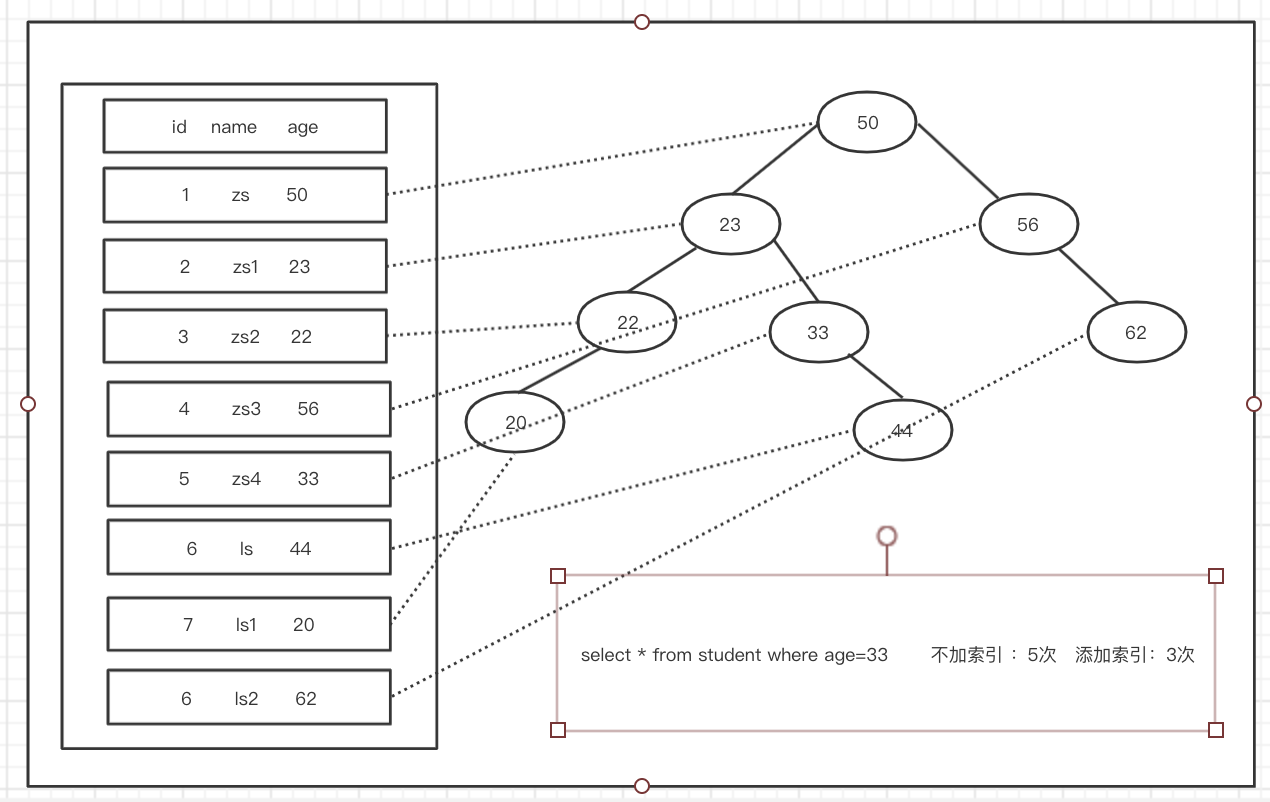 id name age
1 zs 50
2 zs1 23
3 zs2 22
4 zs3 56
5 zs4 33
6 ls 44
7 ls1 20
6 ls2 62
50
23
56
22
33
62
20
44
select * from student where age=33 不加索引 : 5次 添加索引: 3次